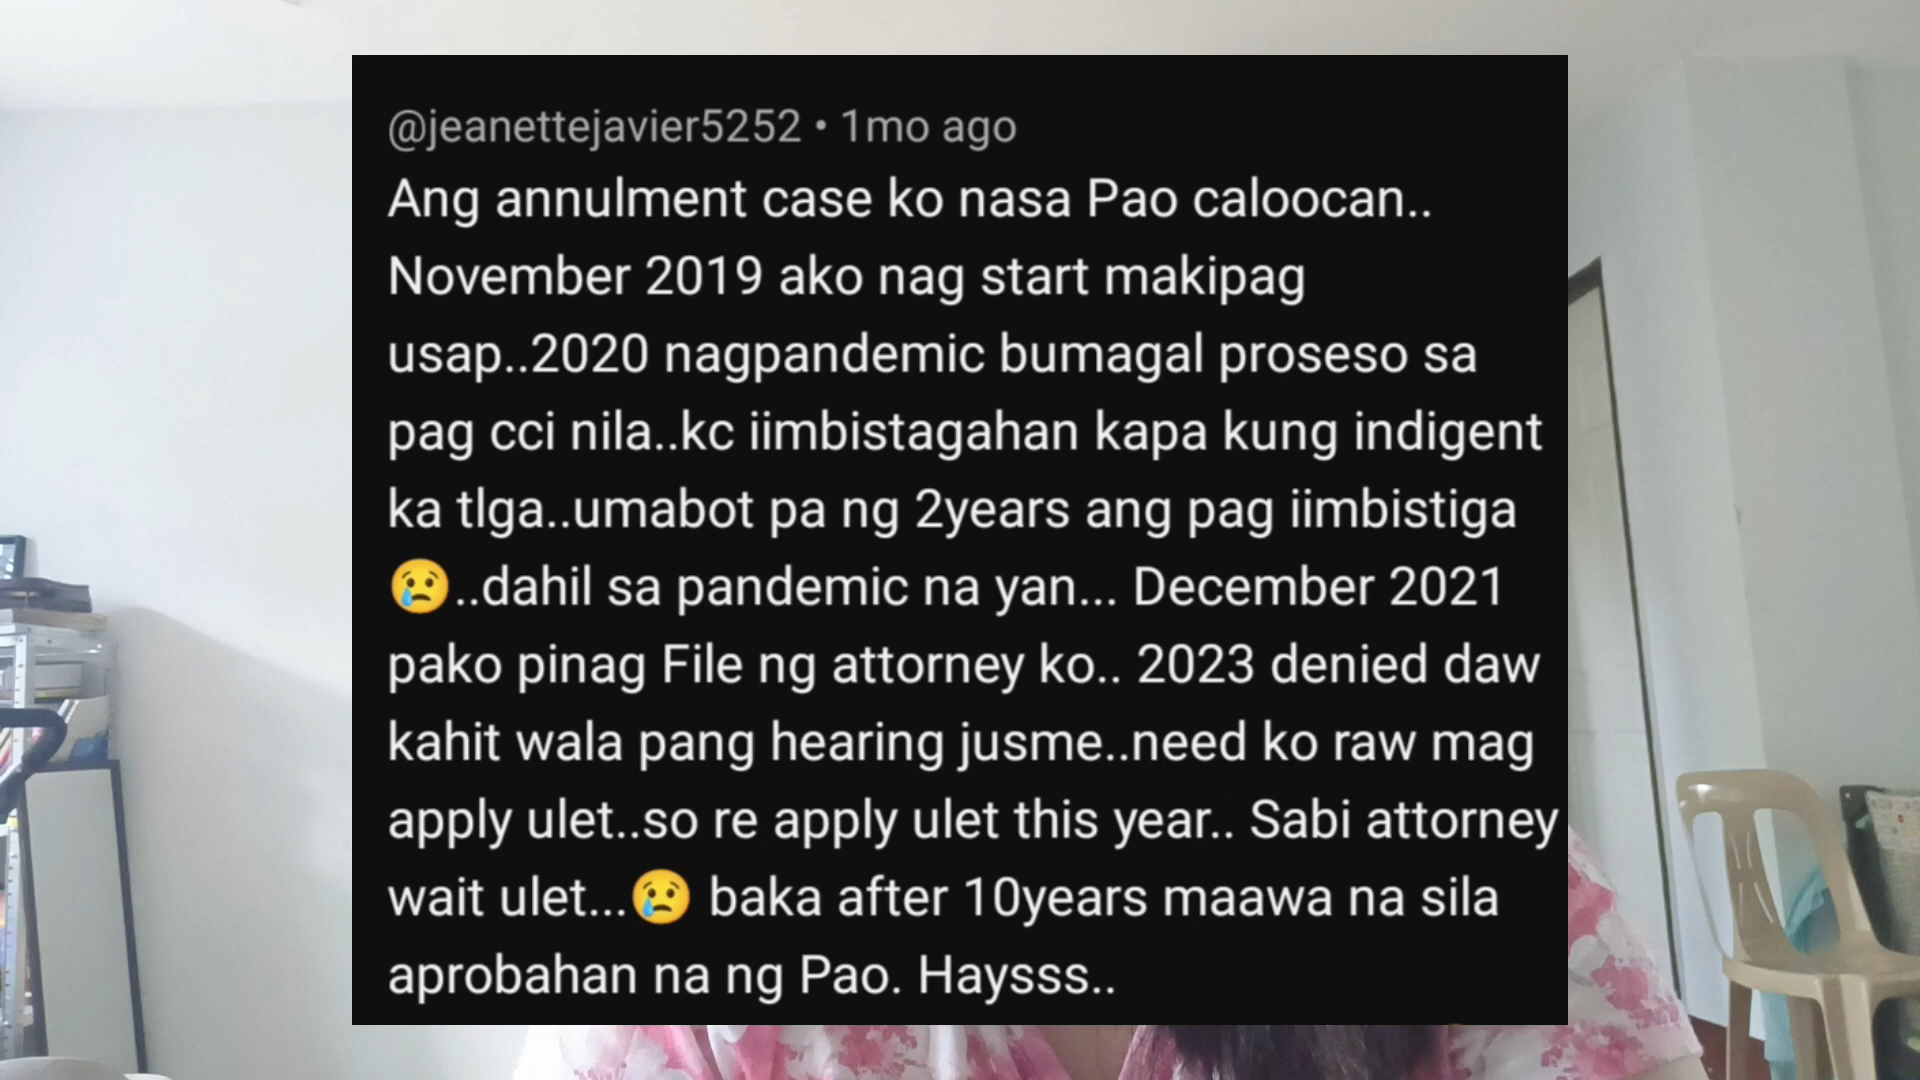 @jeanettejavier5252 • 1mo ago
Ang annulment case ko nasa Pao caloocan..
November 2019 ako nag start makipag
usap..2020 nagpandemic bumagal proseso sa
pag cci nila..kc iimbistagahan kapa kung indigent
ka tlga..umabot pa ng 2years ang pag iimbistiga
😢..dahil sa pandemic na yan... December 2021
pako pinag File ng attorney ko.. 2023 denied daw
kahit wala pang hearing jusme..need ko raw mag
apply ulet..so re apply ulet this year.. Sabi attorney
wait ulet...😢 baka after 10years maawa na sila
aprobahan na ng Pao. Haysss..